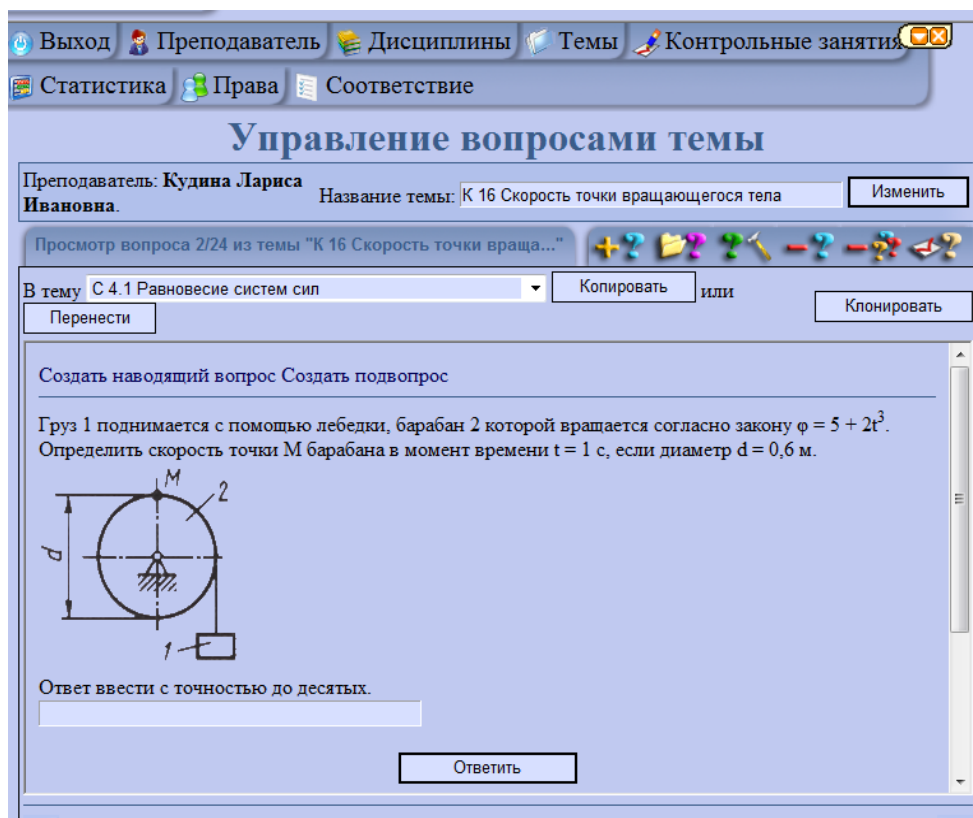 Выход Преподаватель Дисциплины Темы Контрольные занятия
Статистика Права Соответствие
Управление вопросами темы
Преподаватель: Кудина Лариса
Ивановна.
Название темы: К 16 Скорость точки вращающегося тела
Изменить
Просмотр вопроса 2/24 из темы "К 16 Скорость точки враща..."
В тему С 4.1 Равновесие систем сил Копировать или
Перенести
Клонировать
Создать наводящий вопрос Создать подвопрос
Груз 1 поднимается с помощью лебедки, барабан 2 которой вращается согласно закону φ = 5 + 2t³.
Определить скорость точки М барабана в момент времени t = 1 с, если диаметр d = 0,6 м.
M
2
d
1
Ответ ввести с точностью до десятых.
Ответить